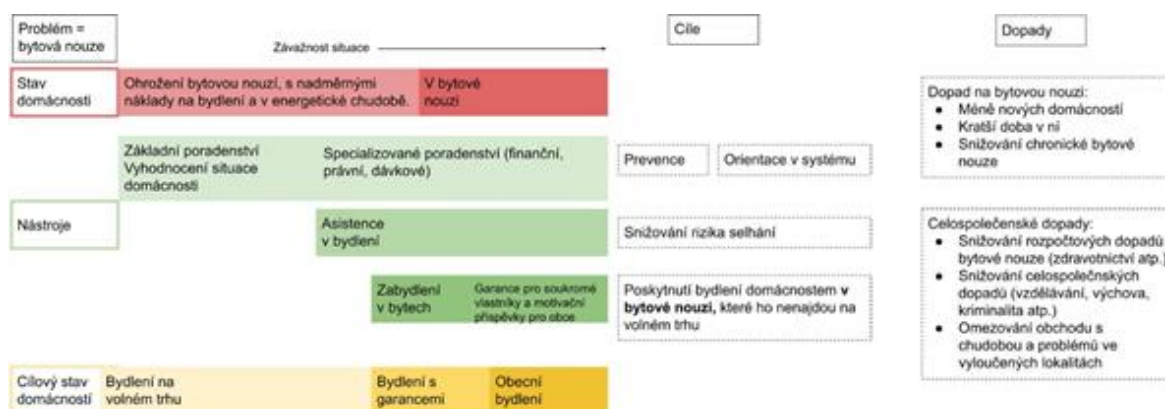 Problém =
bytová nouze
Závažnost situace
Cíle
Dopady
Stav
domácností
Ohrožení bytovou nouzí, s nadměrnými
náklady na bydlení a v energetické chudobě.
V bytové
nouzi
Základní poradenství
Vyhodnocení situace
domácnosti
Specializované poradenství (finanční,
právní, dávkové)
Prevence
Orientace v systému
Nástroje
Asistence
v bydlení
Snižování rizika selhání
Zabydlení
v bytech
Garance pro soukromé
vlastníky a motivační
příspěvky pro obce
Poskytnutí bydlení domácnostem v
bytové nouzi, které ho nenajdou na
volném trhu
Cílový stav
domácností
Bydlení na
volném trhu
Bydlení s
garancemi
Obecní
bydlení
Dopad na bytovou nouzi:
● Méně nových domácností
● Kratší doba v ní
● Snižování chronické bytové
nouze
Celospolečenské dopady:
● Snižování rozpočtových dopadů
bytové nouze (zdravotnictví atp.)
● Snižování celospolečnských
dopadů (vzdělávání, výchova,
kriminalita atp.)
● Omezování obchodu s
chudobou a problémů ve
vyloučených lokalitách